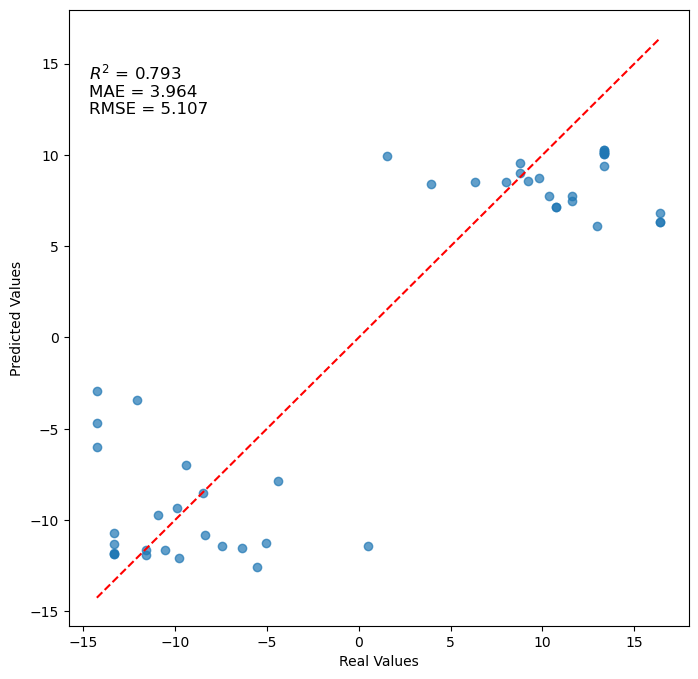 R² = 0.793
MAE = 3.964
RMSE = 5.107
15
10
5
0
−5
−10
−15
Predicted Values
−15 −10 −5 0 5 10 15
Real Values